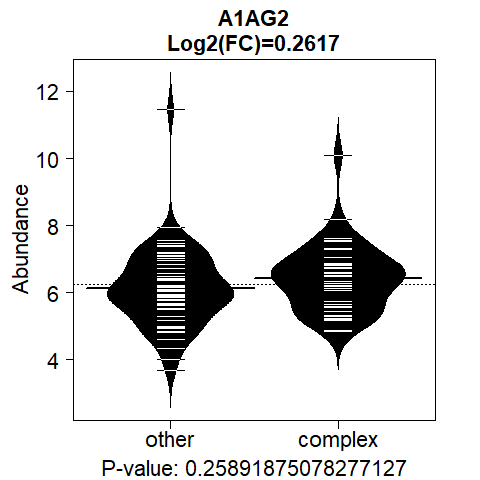 A1AG2
Log2(FC)=0.2617
Abundance
12
10
8
6
4
other complex
P-value: 0.25891875078277127